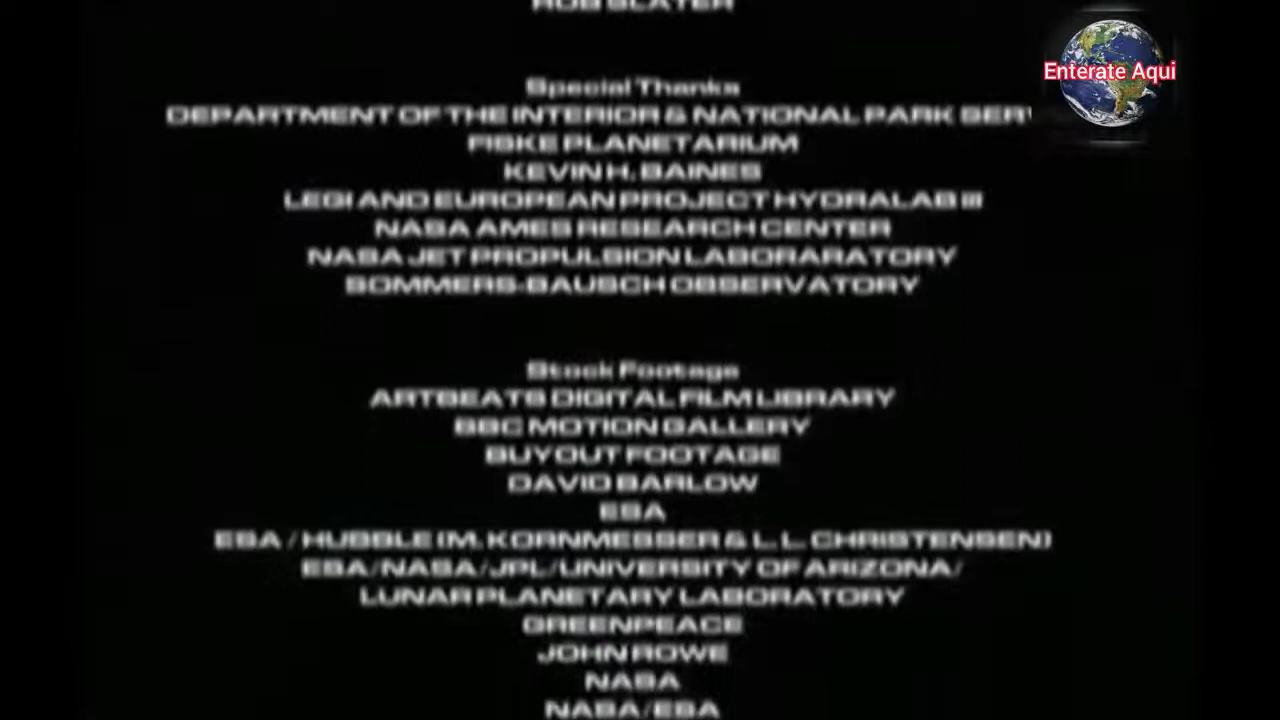 ROB SLATER
Enterate Aqui
Special Thanks
DEPARTMENT OF THE INTERIOR & NATIONAL PARK SERV
FISKE PLANETARIUM
KEVIN H. BAINES
LEGI AND EUROPEAN PROJECT HYDRALAB III
NASA AMES RESEARCH CENTER
NASA JET PROPULSION LABORARATORY
SOMMERS-BAUSCH OBSERVATORY
Stock Footage
ARTBEATS DIGITAL FILM LIBRARY
BBC MOTION GALLERY
BUYOUT FOOTAGE
DAVID BARLOW
ESA
ESA / HUBBLE (M. KORNMESSER & L. L. CHRISTENSEN)
ESA/NASA/JPL/UNIVERSITY OF ARIZONA/
LUNAR PLANETARY LABORATORY
GREENPEACE
JOHN ROWE
NASA
NASA/ESA